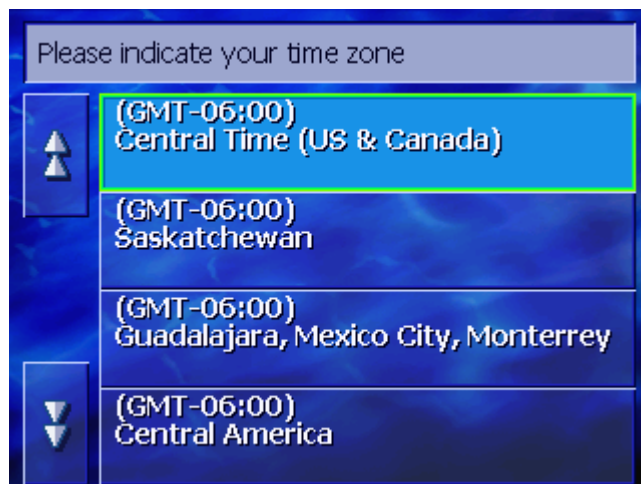 Please indicate your time zone
(GMT-06:00)
Central Time (US & Canada)
(GMT-06:00)
Saskatchewan
(GMT-06:00)
Guadalajara, Mexico City, Monterrey
(GMT-06:00)
Central America